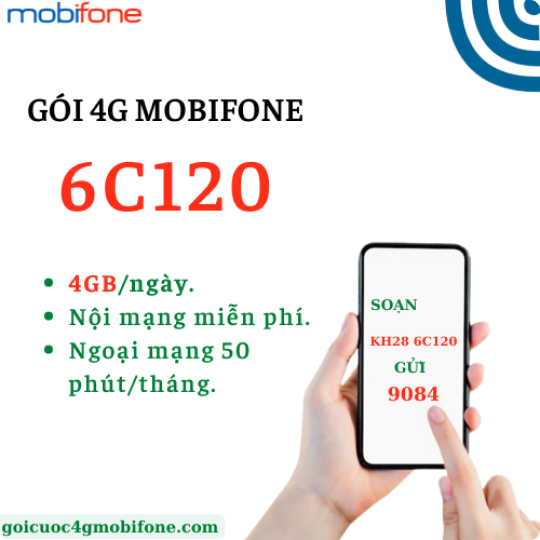 mobifone
GÓI 4G MOBIFONE
6C120
4GB/ngày.
Nội mạng miễn phí.
Ngoại mạng 50
phút/tháng.
SOẠN
KH28 6C120
GỬI
9084
goicuoc4gmobifone.com